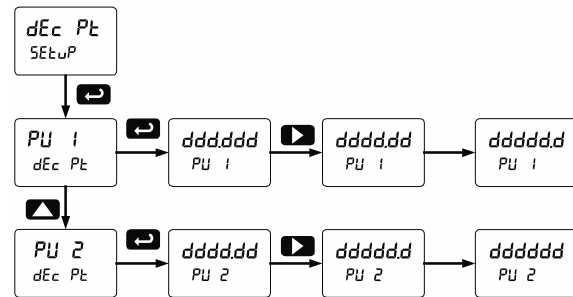 dEc Pt
SEtuP
PU 1
dEc Pt
ddd.ddd
PU 1
dddd.dd
PU 1
ddddd.d
PU 1
PU 2
dEc Pt
dddd.dd
PU 2
ddddd.d
PU 2
dddddd
PU 2